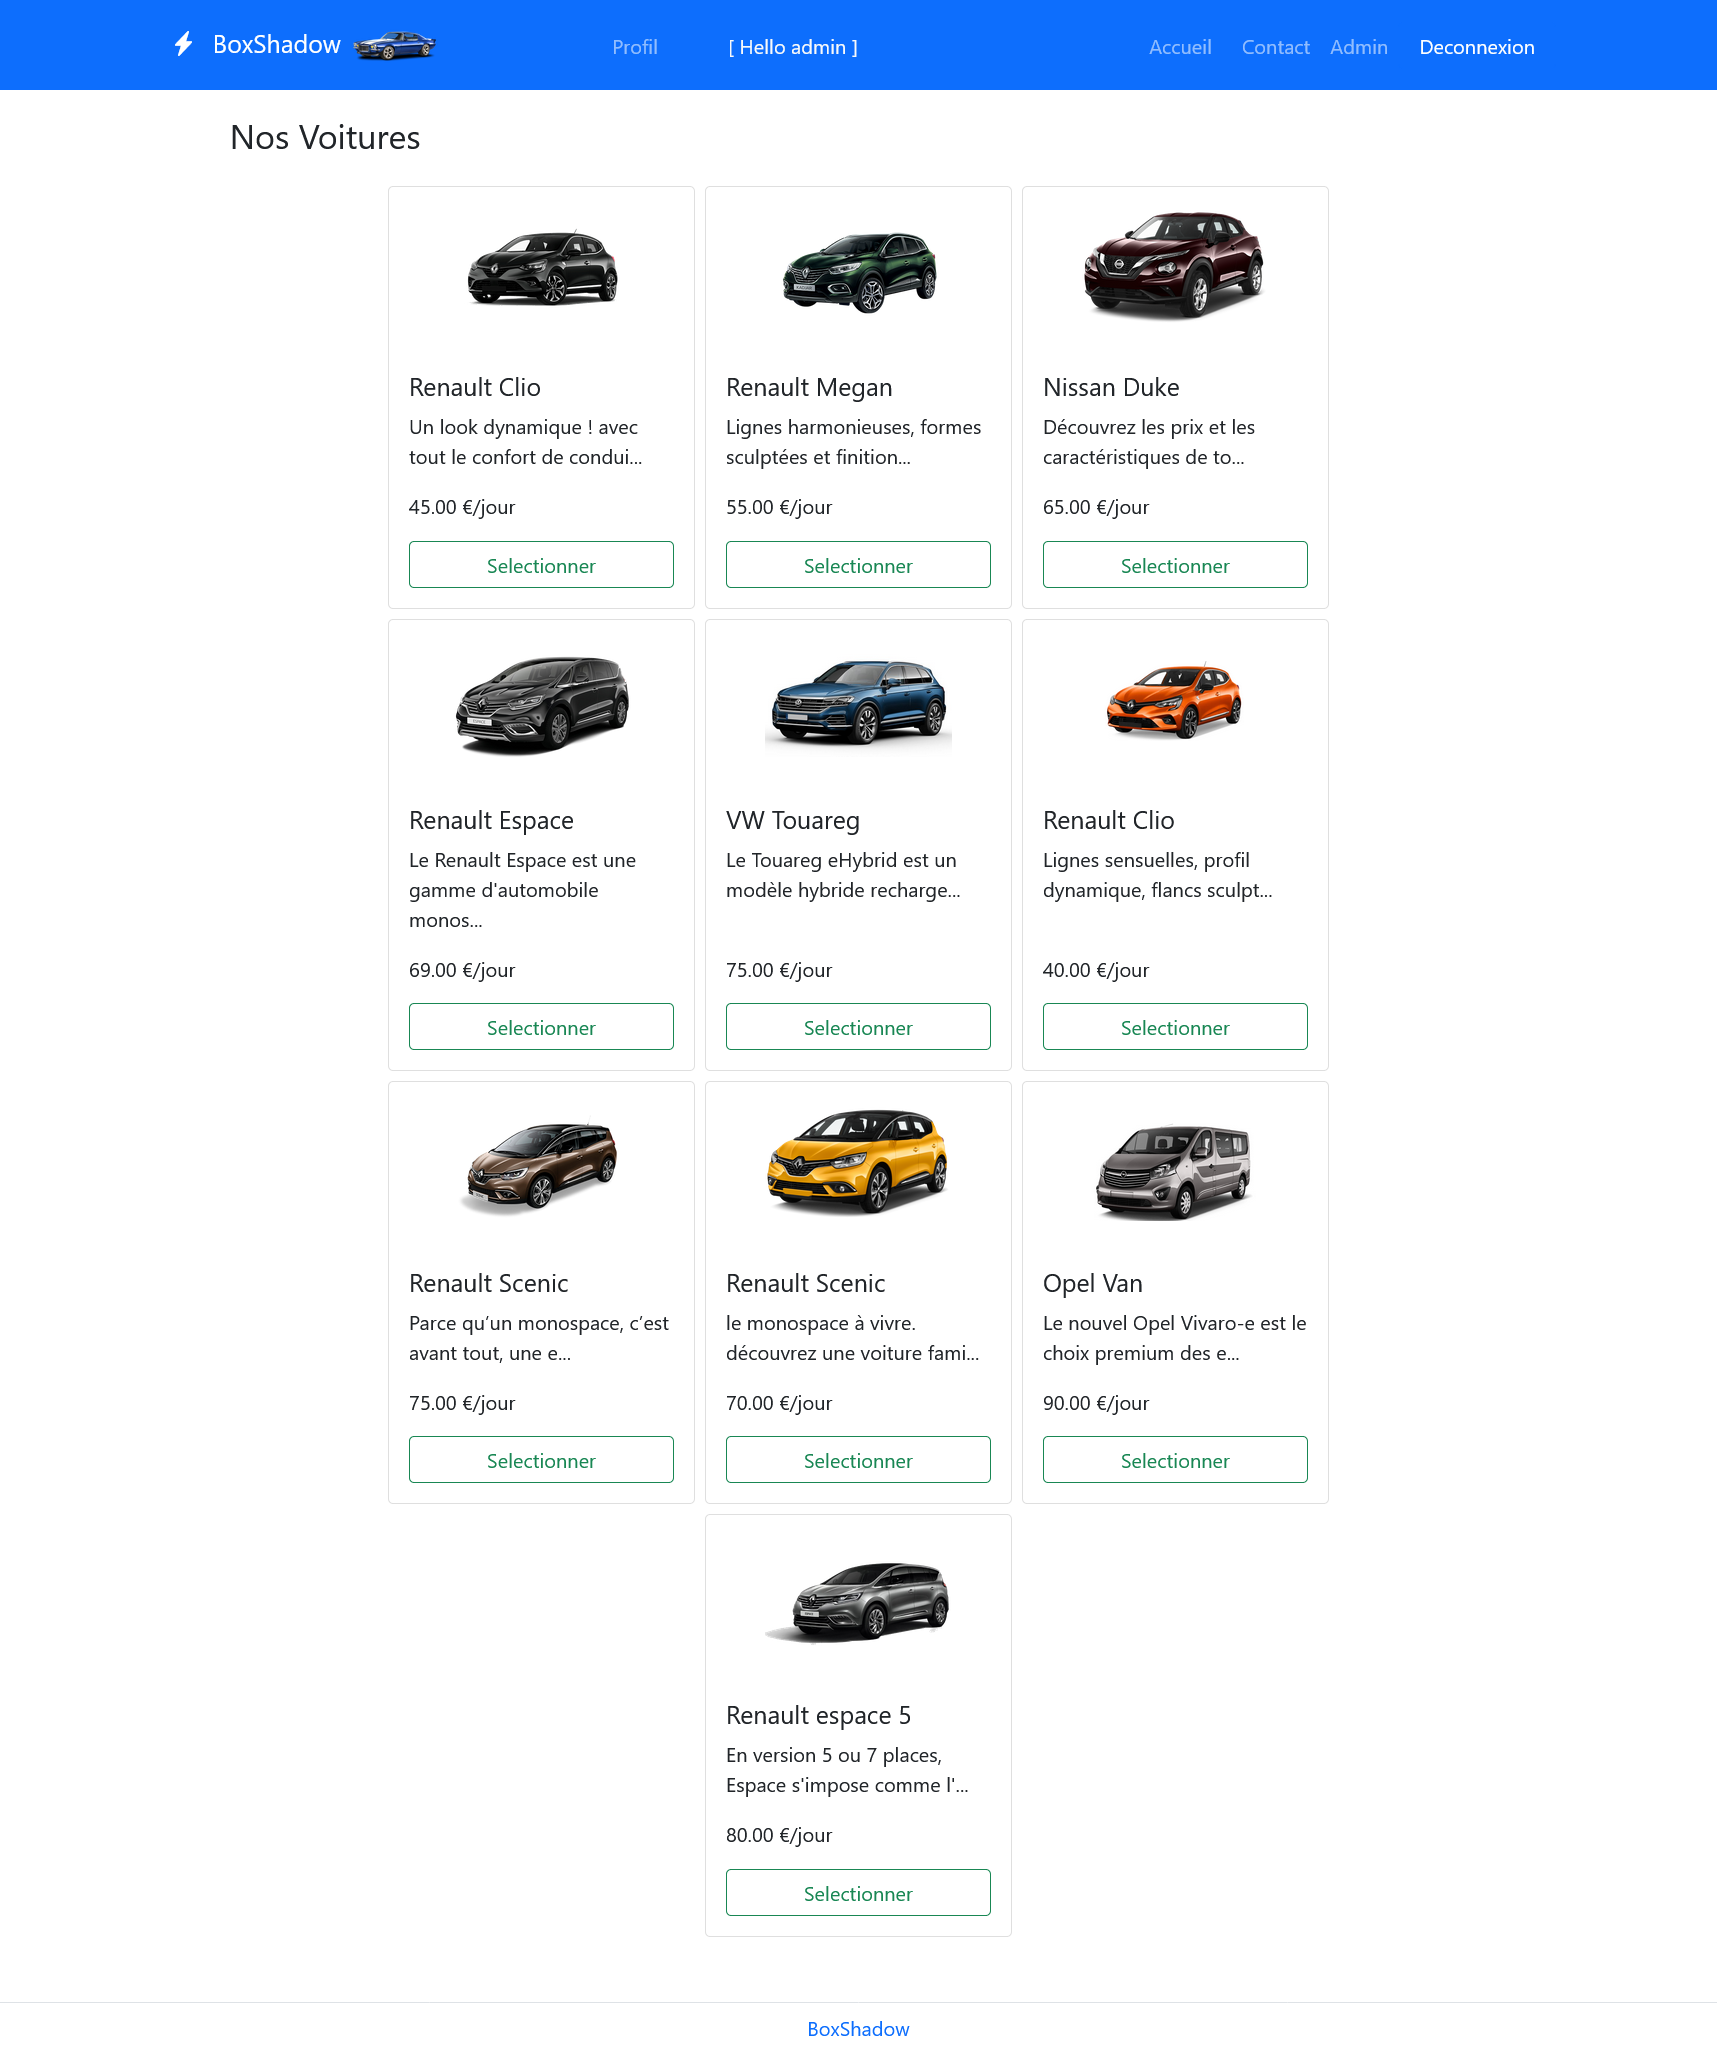 BoxShadow
Profil
[ Hello admin ]
Accueil
Contact
Admin
Deconnexion
Nos Voitures
Renault Clio
Un look dynamique ! avec
tout le confort de condui...
45.00 €/jour
Selectionner
Renault Megan
Lignes harmonieuses, formes
sculptées et finition...
55.00 €/jour
Selectionner
Nissan Duke
Découvrez les prix et les
caractéristiques de to...
65.00 €/jour
Selectionner
Renault Espace
Le Renault Espace est une
gamme d'automobile
monos...
69.00 €/jour
Selectionner
VW Touareg
Le Touareg eHybrid est un
modèle hybride recharge...
75.00 €/jour
Selectionner
Renault Clio
Lignes sensuelles, profil
dynamique, flancs sculpt...
40.00 €/jour
Selectionner
Renault Scenic
Parce qu’un monospace, c’est
avant tout, une e...
75.00 €/jour
Selectionner
Renault Scenic
le monospace à vivre.
découvrez une voiture fami...
70.00 €/jour
Selectionner
Opel Van
Le nouvel Opel Vivaro-e est le
choix premium des e...
90.00 €/jour
Selectionner
Renault espace 5
En version 5 ou 7 places,
Espace s'impose comme l'...
80.00 €/jour
Selectionner
BoxShadow